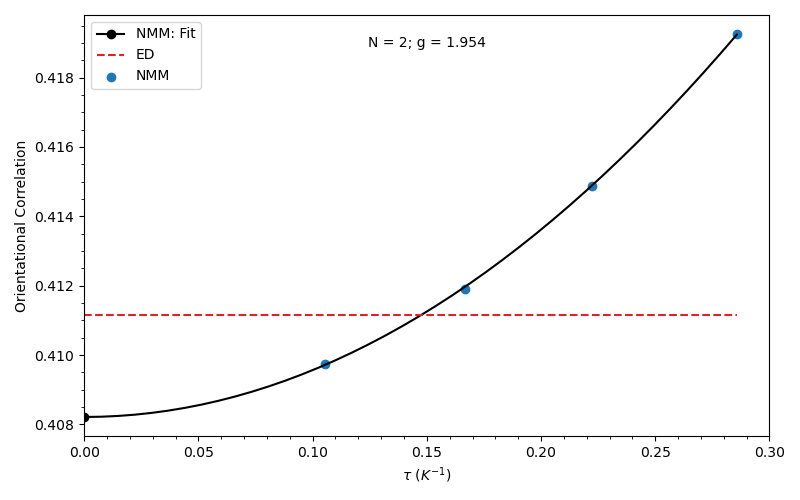 NMM: Fit
ED
NMM
N = 2; g = 1.954
Orientational Correlation
0.418
0.416
0.414
0.412
0.410
0.408
0.00 0.05 0.10 0.15 0.20 0.25 0.30
τ (K⁻¹)